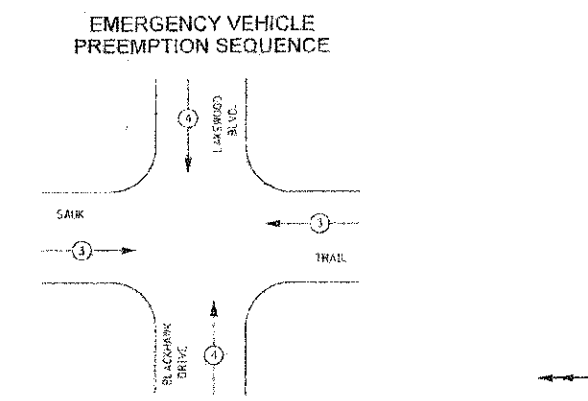 EMERGENCY VEHICLE
PREEMPTION SEQUENCE
4
LAKEWOOD
BLVD.
SAUK
3
3
TRAIL
BLACKHAWK
DRIVE
4